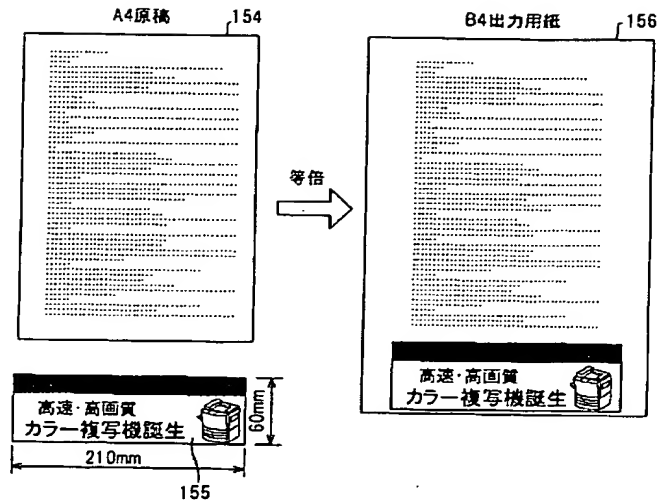 A4原稿
154
B4出力用紙
156
等倍
高速・高画質
カラー複写機誕生
60mm
210mm
155
高速・高画質
カラー複写機誕生